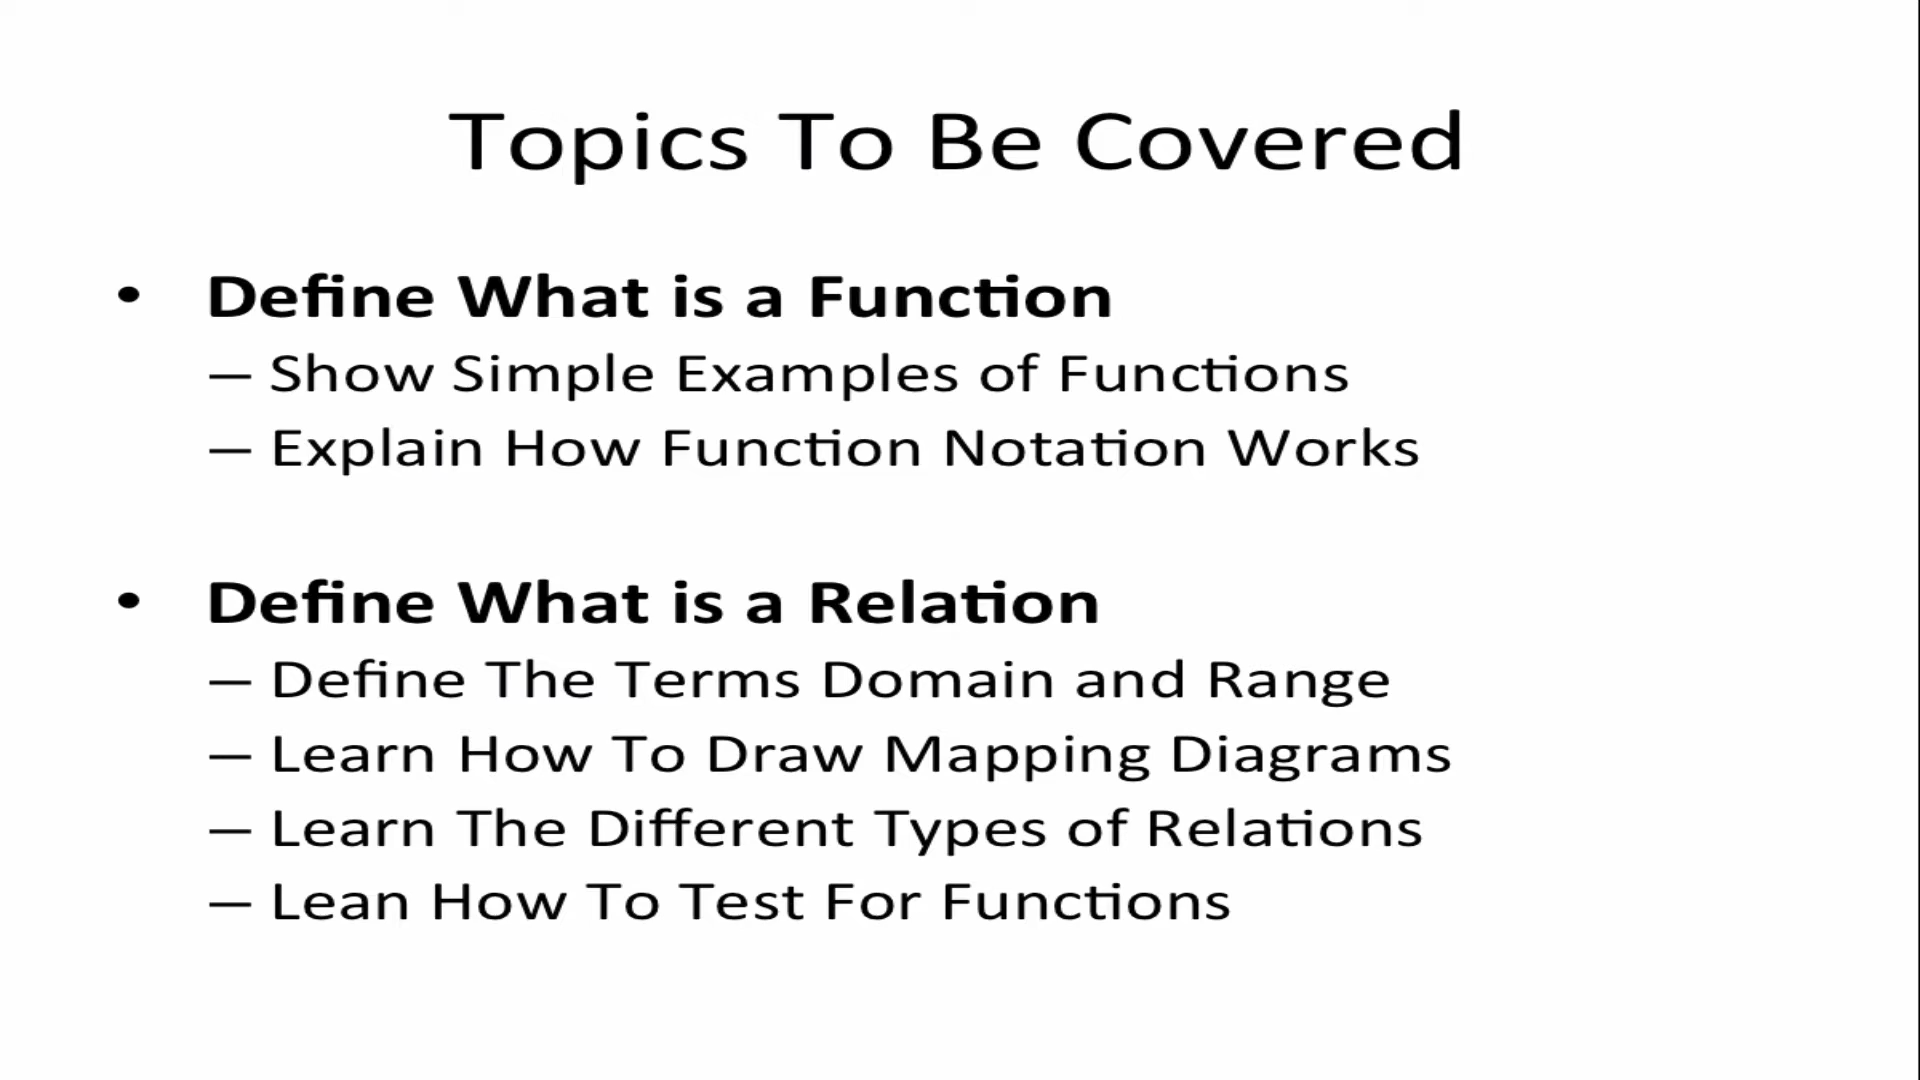 Topics To Be Covered
• Define What is a Function
– Show Simple Examples of Functions
– Explain How Function Notation Works
• Define What is a Relation
– Define The Terms Domain and Range
– Learn How To Draw Mapping Diagrams
– Learn The Different Types of Relations
– Lean How To Test For Functions